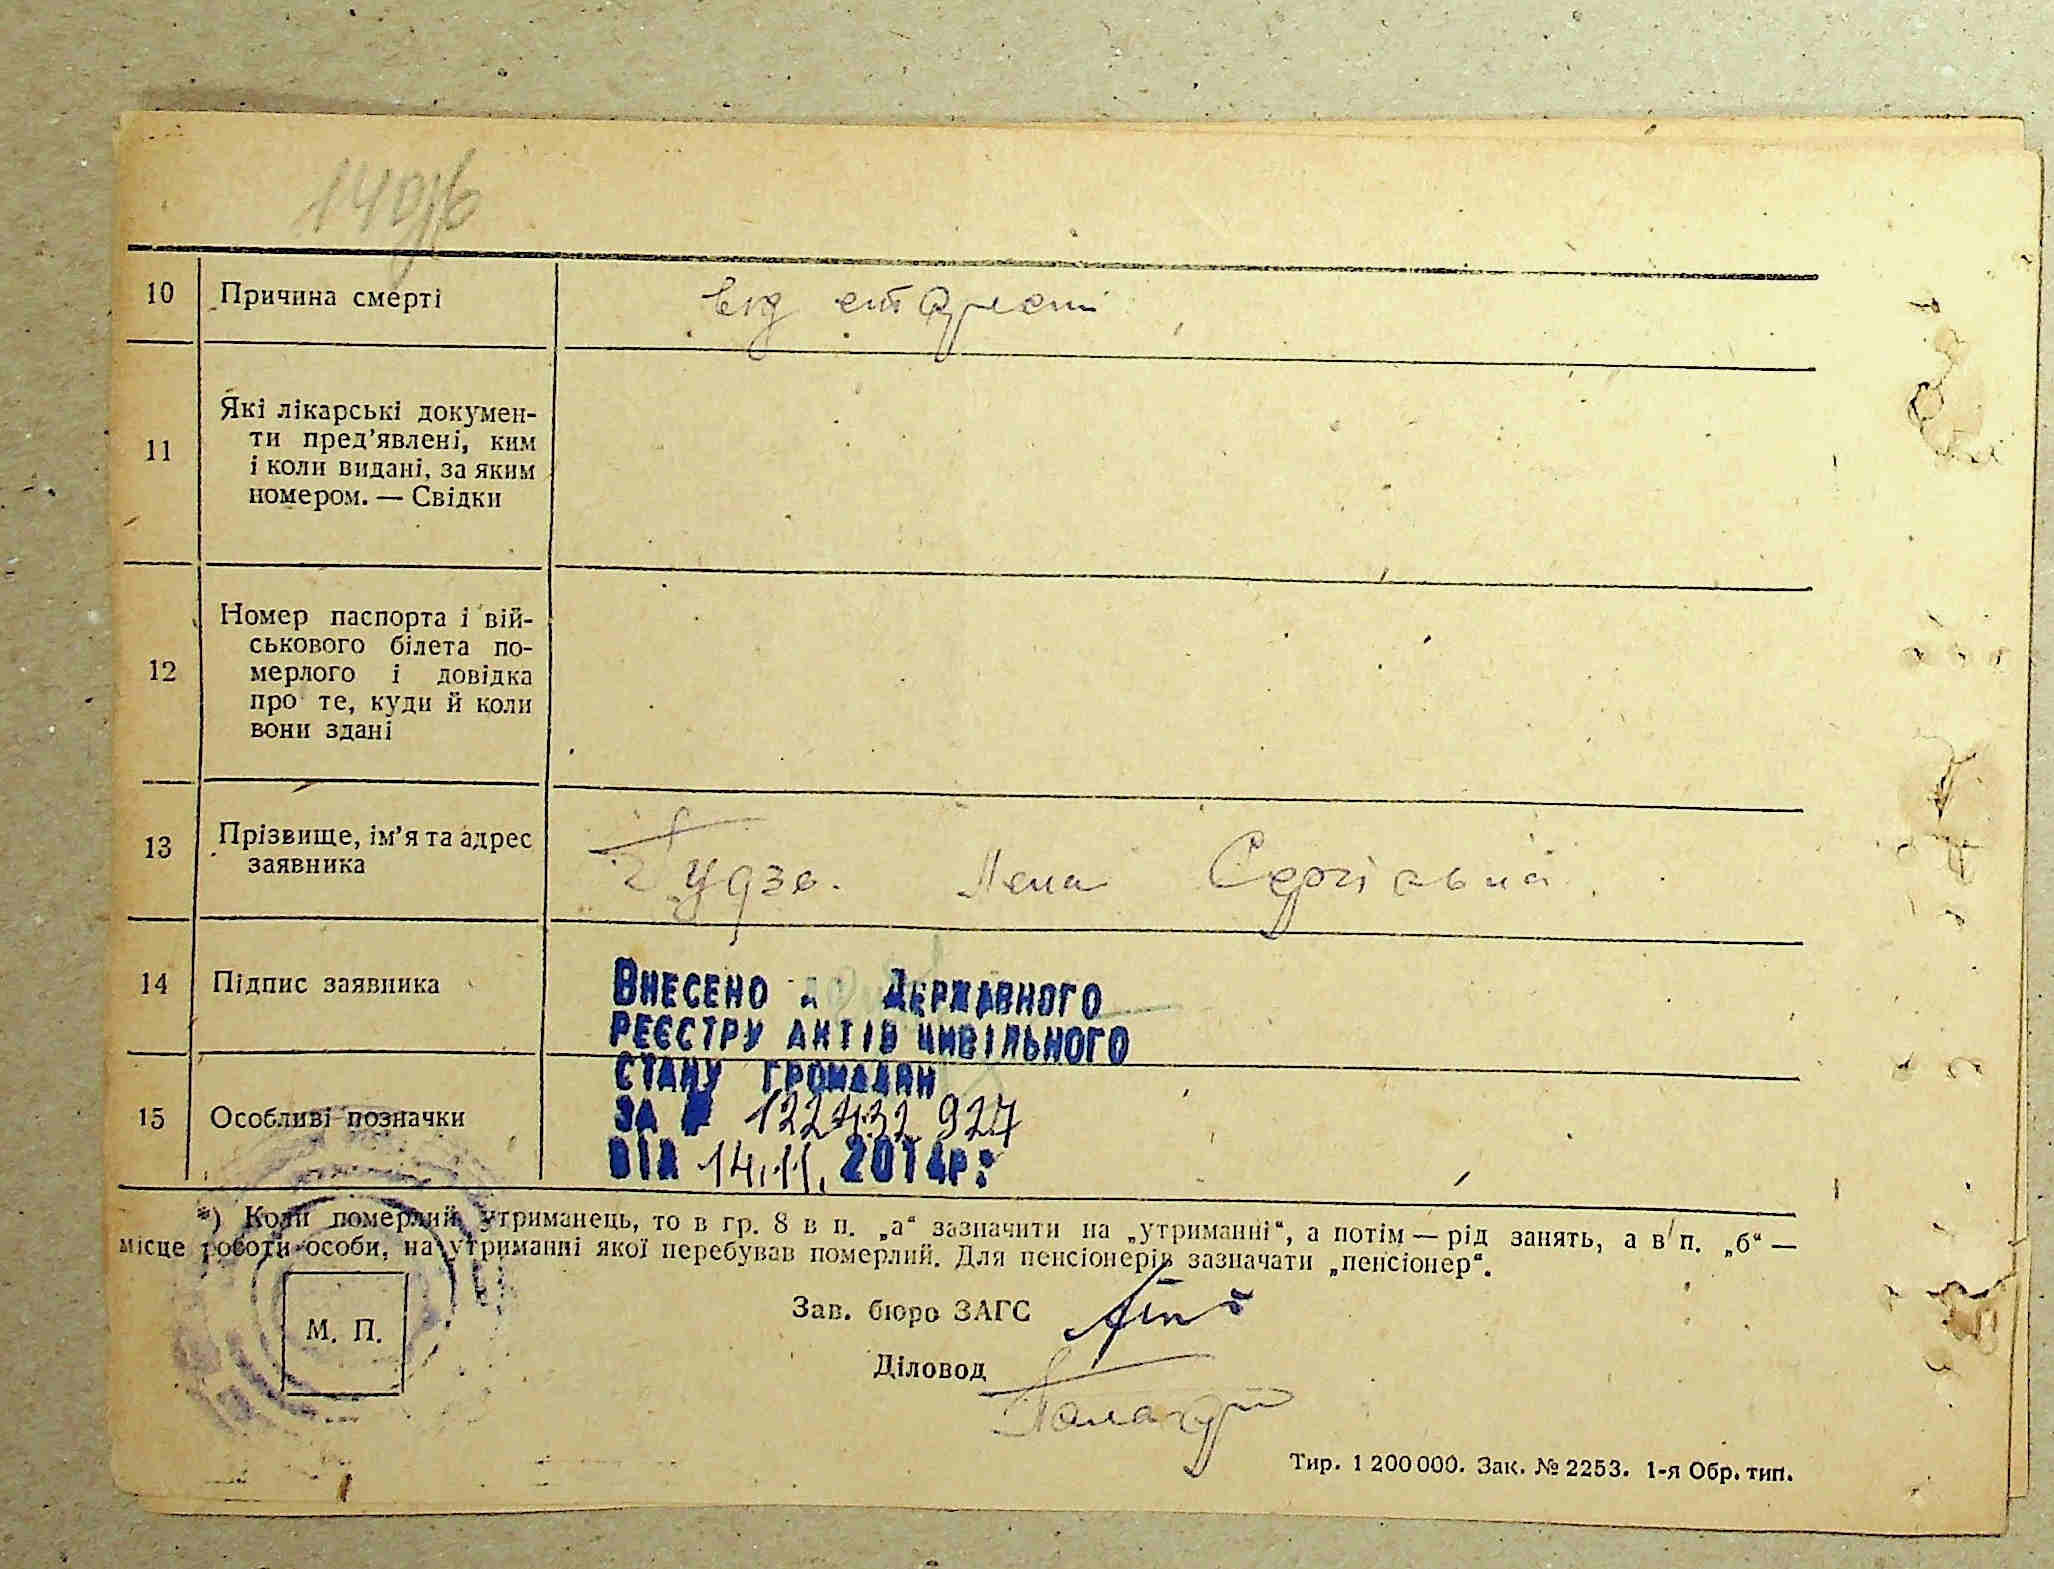 140/б
10 Причина смерті від старости
11 Які лікарські докумен-
ти пред'явлені, ким
і коли видані, за яким
номером. — Свідки
12 Номер паспорта і вій-
ськового білета по-
мерлого і довідка
про те, куди й коли
вони здані
13 Прізвище, ім'я та адрес
заявника
14 Підпис заявника
ВНЕСЕНО ДО ДЕРЖАВНОГО
РЕЄСТРУ АКТІВ ЦИВІЛЬНОГО
СТАНУ ГРОМАДЯН
ЗА № 122432927
ВІД 14.11. 2014р.
15 Особливі позначки
*) Коли померлий утриманець, то в гр. 8 в п. „а“ зазначити на „утриманні“, а потім — рід занять, а в п. „б“ —
місце роботи особи, на утриманні якої перебував померлий. Для пенсіонерів зазначати „пенсіонер“.
М. П.
Зав. бюро ЗАГС
Діловод
Тир. 1 200 000. Зак. № 2253. 1-я Обр. тип.